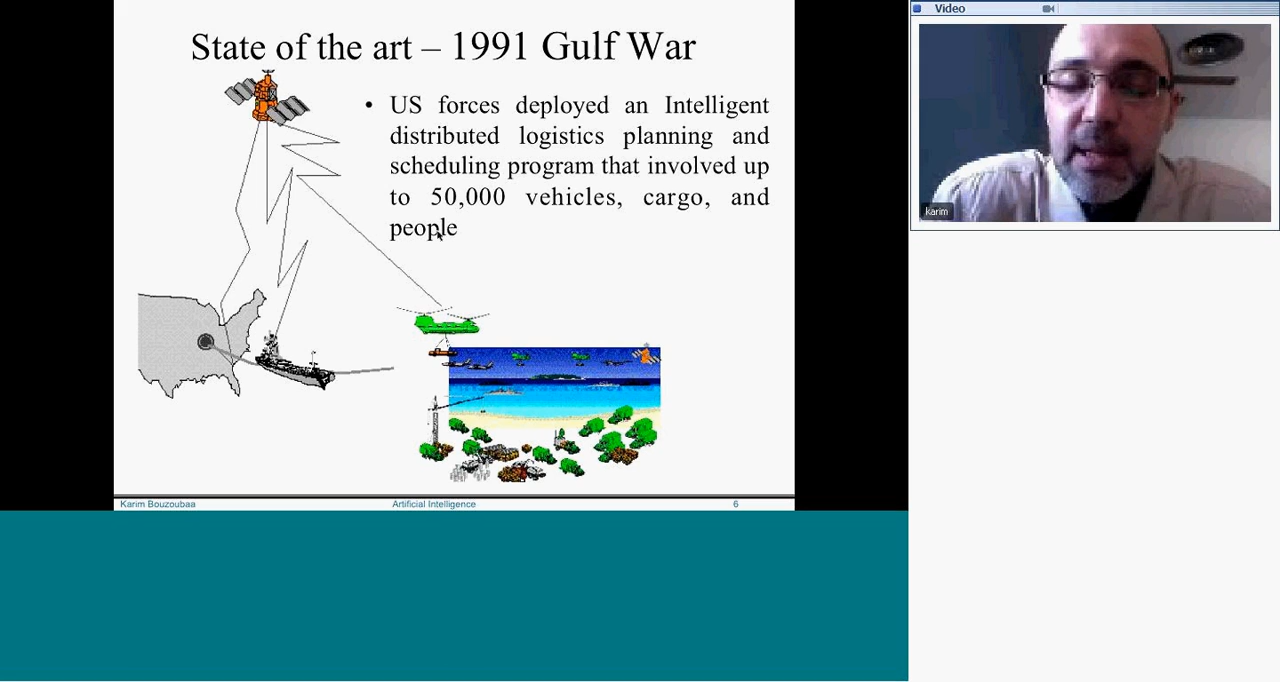 State of the art – 1991 Gulf War
• US forces deployed an Intelligent
distributed logistics planning and
scheduling program that involved up
to 50,000 vehicles, cargo, and
people
Karim Bouzoubaa
Artificial Intelligence
6
Video
karim